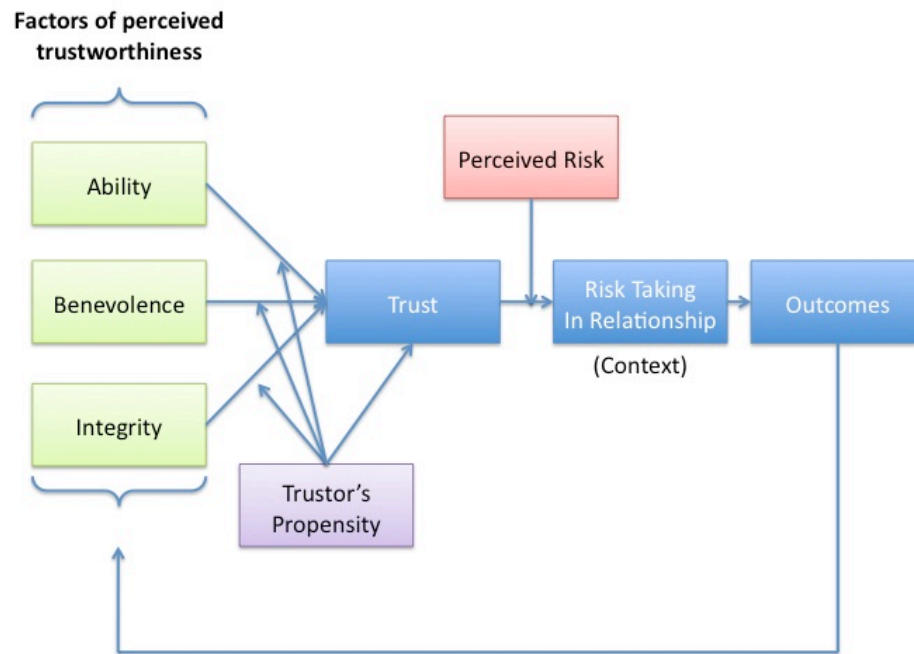 Factors of perceived
trustworthiness
Ability
Benevolence
Integrity
Trustor’s
Propensity
Trust
Perceived Risk
Risk Taking
In Relationship
(Context)
Outcomes